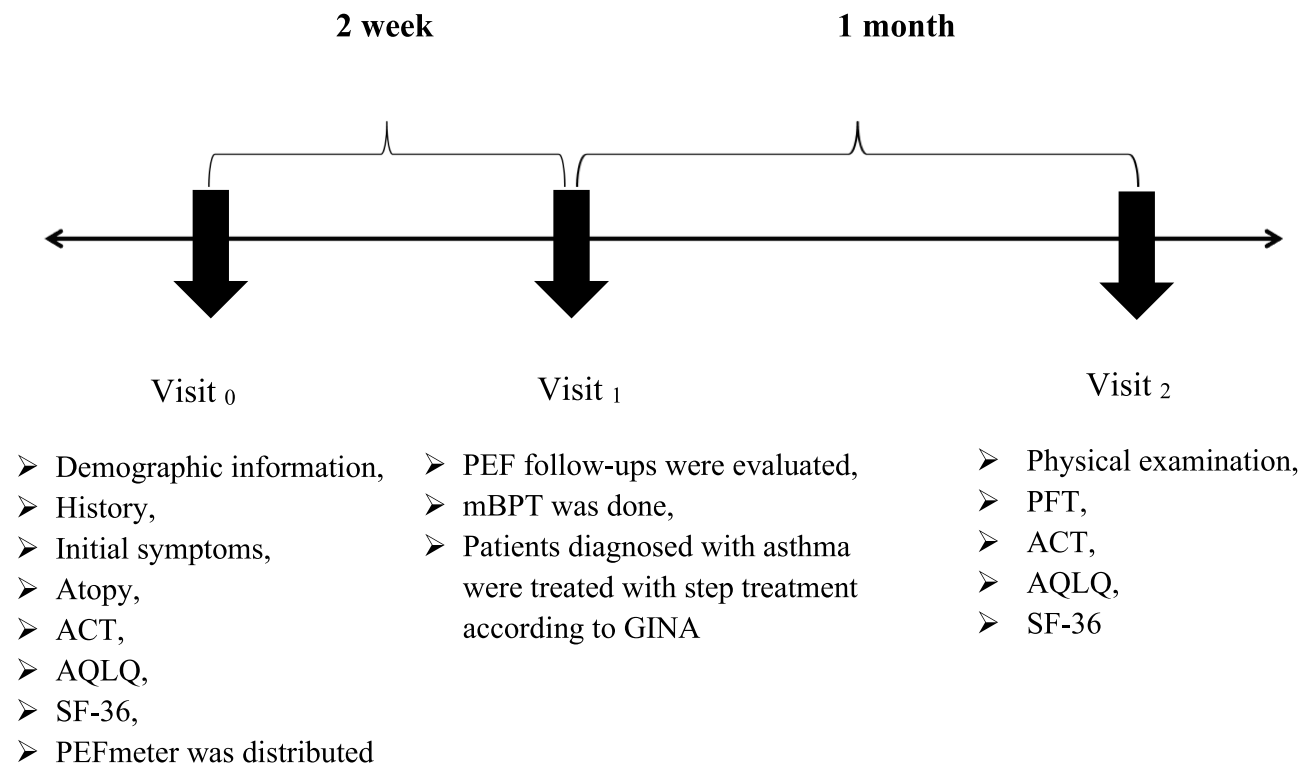 2 week
1 month
Visit 0
Visit 1
Visit 2
➢ Demographic information,
➢ History,
➢ Initial symptoms,
➢ Atopy,
➢ ACT,
➢ AQLQ,
➢ SF-36,
➢ PEFmeter was distributed
➢ PEF follow-ups were evaluated,
➢ mBPT was done,
➢ Patients diagnosed with asthma
were treated with step treatment
according to GINA
➢ Physical examination,
➢ PFT,
➢ ACT,
➢ AQLQ,
➢ SF-36